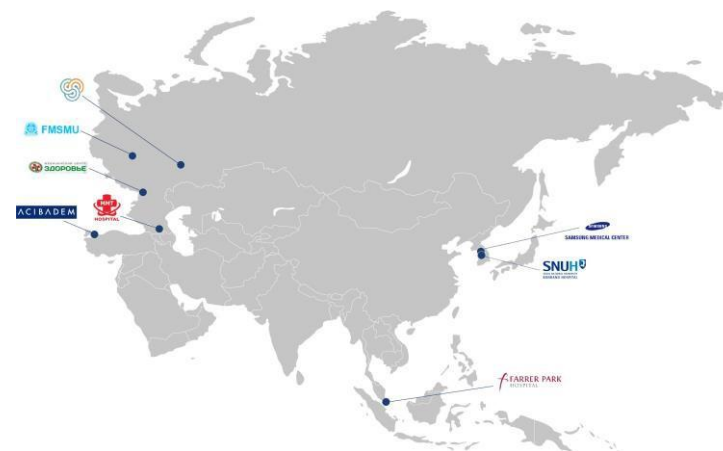 FMSMU
ЗДОРОВЬЕ
ACIBADEM
HOSPITAL
SAMSUNG
SAMSUNG MEDICAL CENTER
SNUH
FARRER PARK
HOSPITAL